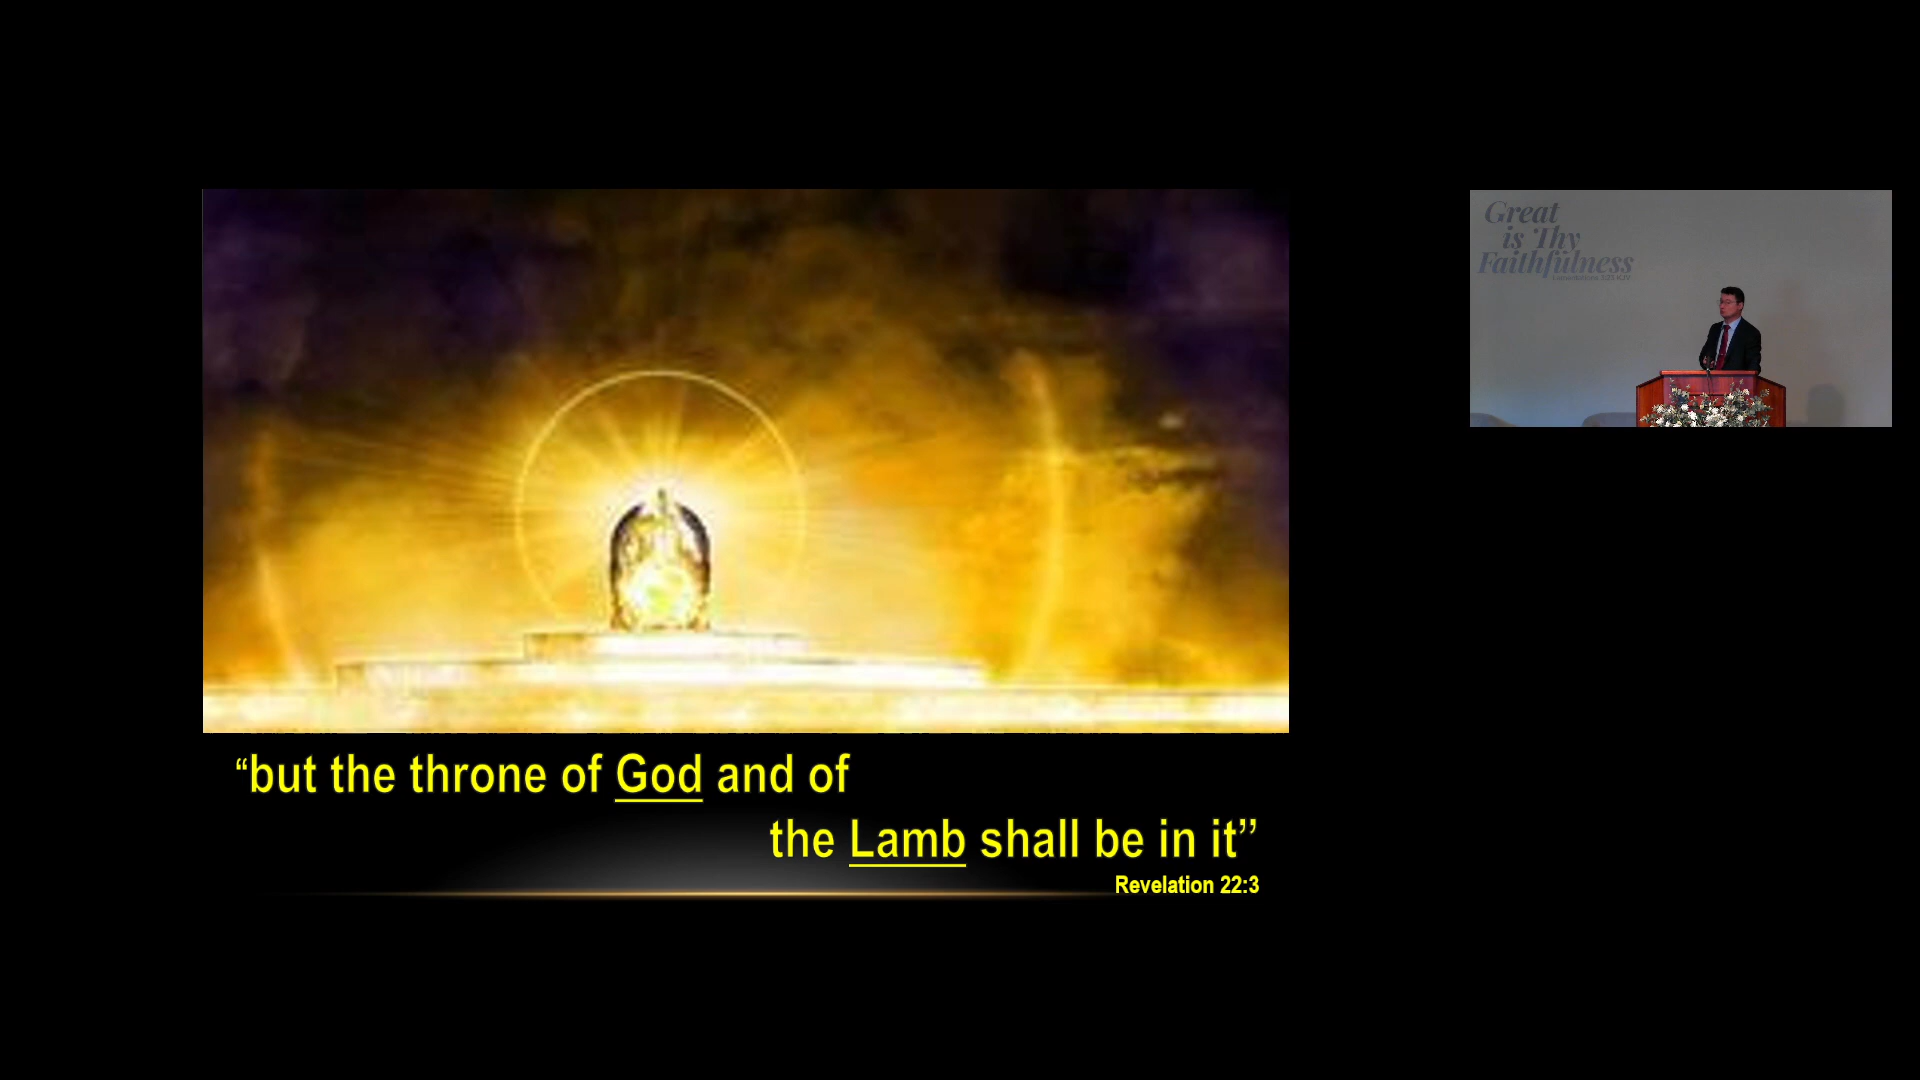 “but the throne of God and of
the Lamb shall be in it”
Revelation 22:3
Great
is Thy
Faithfulness